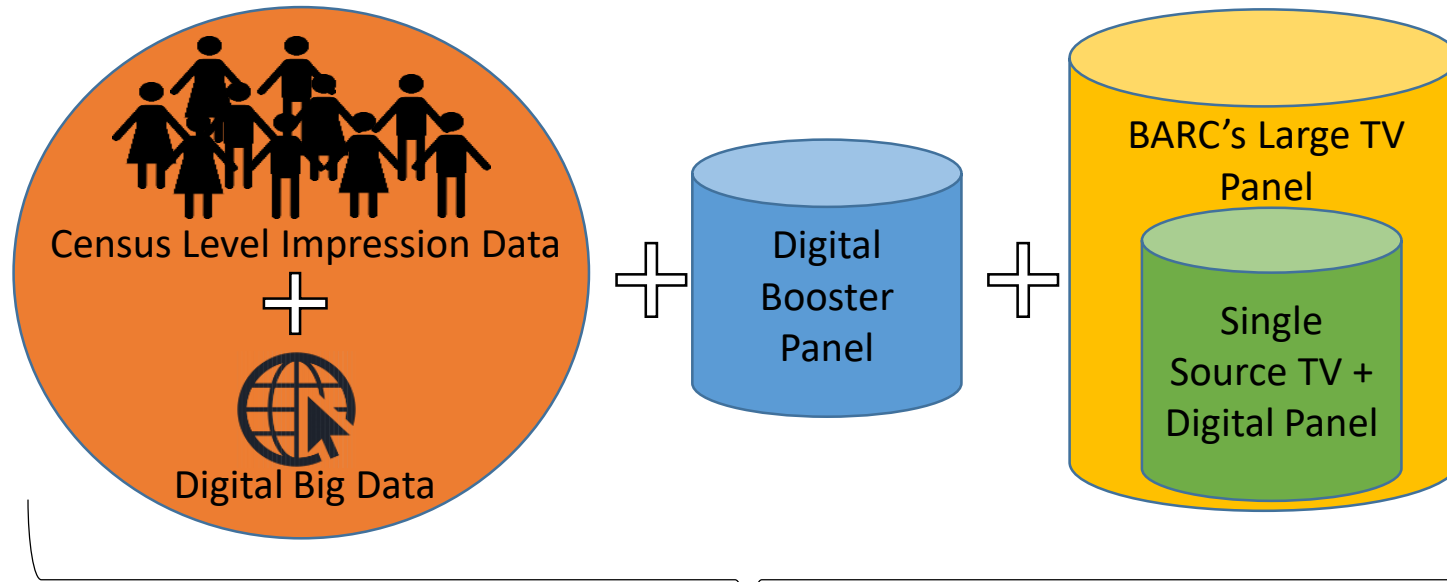 Census Level Impression Data
Digital Big Data
Digital
Booster
Panel
BARC’s Large TV
Panel
Single
Source TV +
Digital Panel